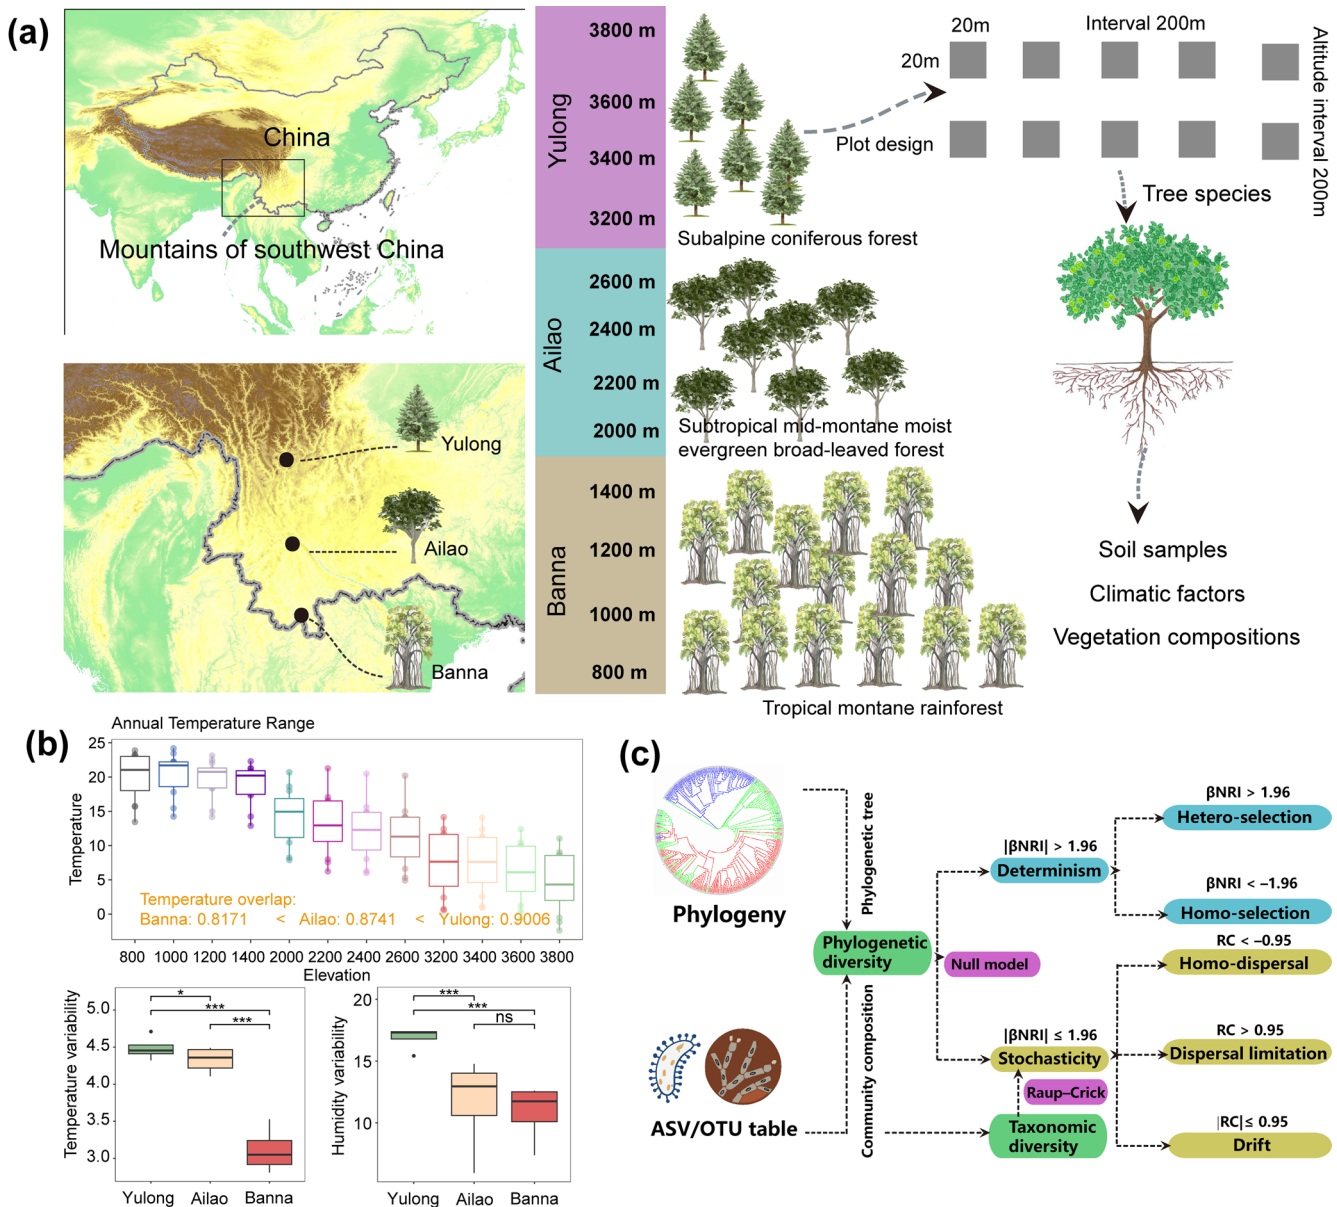 (a)
China
Mountains of southwest China
Yulong
Ailao
Banna
Yulong
3800 m
3600 m
3400 m
3200 m
Ailao
2600 m
2400 m
2200 m
2000 m
Banna
1400 m
1200 m
1000 m
800 m
Subalpine coniferous forest
Subtropical mid-montane moist
evergreen broad-leaved forest
Tropical montane rainforest
20m
Interval 200m
20m
Plot design
Altitude interval 200m
Tree species
Soil samples
Climatic factors
Vegetation compositions
(b)
Annual Temperature Range
Temperature
25
20
15
10
5
0
Temperature overlap:
Banna: 0.8171 < Ailao: 0.8741 < Yulong: 0.9006
800 1000 1200 1400 2000 2200 2400 2600 3200 3400 3600 3800
Elevation
Temperature variability
5.0
4.5
4.0
3.5
3.0
*
***
***
Yulong Ailao Banna
Humidity variability
20
15
10
***
***
ns
Yulong Ailao Banna
(c)
Phylogeny
ASV/OTU table
Phylogenetic tree
Community composition
Phylogenetic
diversity
Null model
|βNRI| > 1.96
Determinism
|βNRI| ≤ 1.96
Stochasticity
Raup–Crick
Taxonomic
diversity
βNRI > 1.96
Hetero-selection
βNRI < –1.96
Homo-selection
RC < –0.95
Homo-dispersal
RC > 0.95
Dispersal limitation
|RC| ≤ 0.95
Drift